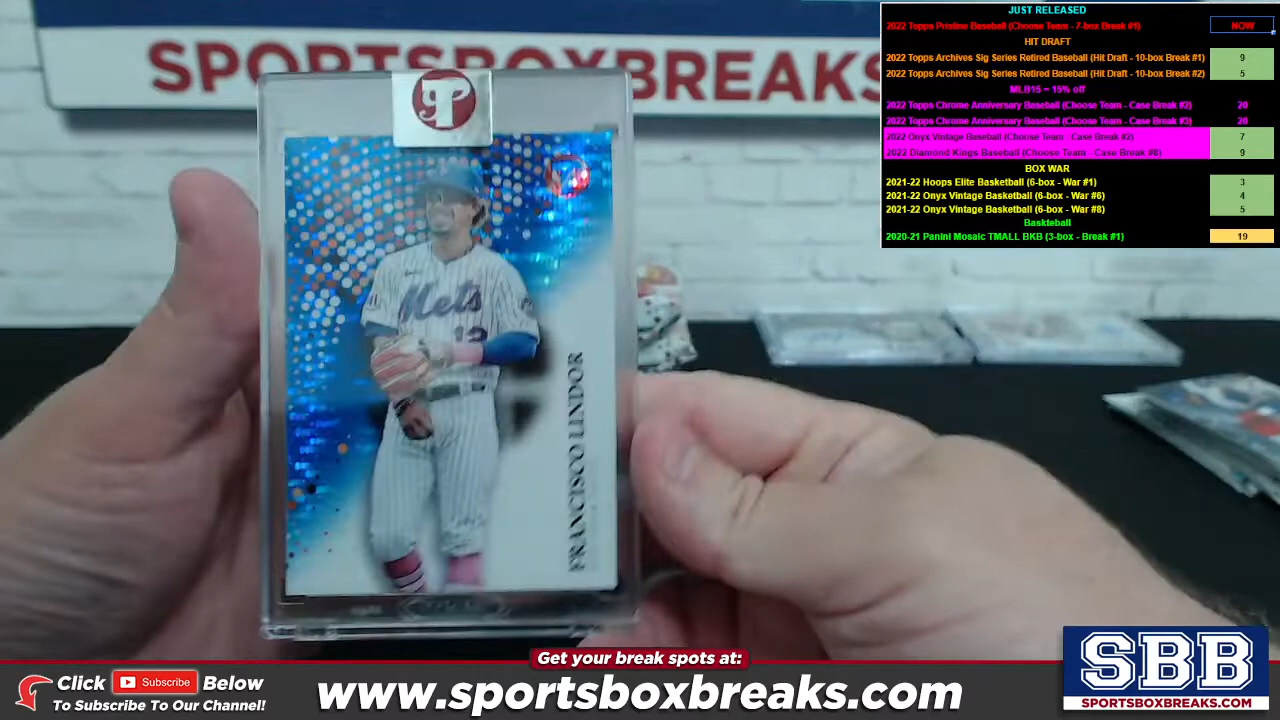 SPORTSBOXBREAKS.
P
Mets
12
FRANCISCO LINDOR
JUST RELEASED
2022 Topps Pristine Baseball (Choose Team - 7-box Break #1) NOW
HIT DRAFT
2022 Topps Archives Sig Series Retired Baseball (Hit Draft - 10-box Break #1) 9
2022 Topps Archives Sig Series Retired Baseball (Hit Draft - 10-box Break #2) 5
MLB15 = 15% off
2022 Topps Chrome Anniversary Baseball (Choose Team - Case Break #2) 20
2022 Topps Chrome Anniversary Baseball (Choose Team - Case Break #3) 20
2022 Onyx Vintage Baseball (Choose Team - Case Break #2) 7
2022 Diamond Kings Baseball (Choose Team - Case Break #8) 9
BOX WAR
2021-22 Hoops Elite Basketball (6-box - War #1) 3
2021-22 Onyx Vintage Basketball (6-box - War #6) 4
2021-22 Onyx Vintage Basketball (6-box - War #8) 5
Baskteball
2020-21 Panini Mosaic TMALL BKB (3-box - Break #1) 19
Get your break spots at:
Click Subscribe Below
To Subscribe To Our Channel!
www.sportsboxbreaks.com
SBB
SPORTSBOXBREAKS.COM